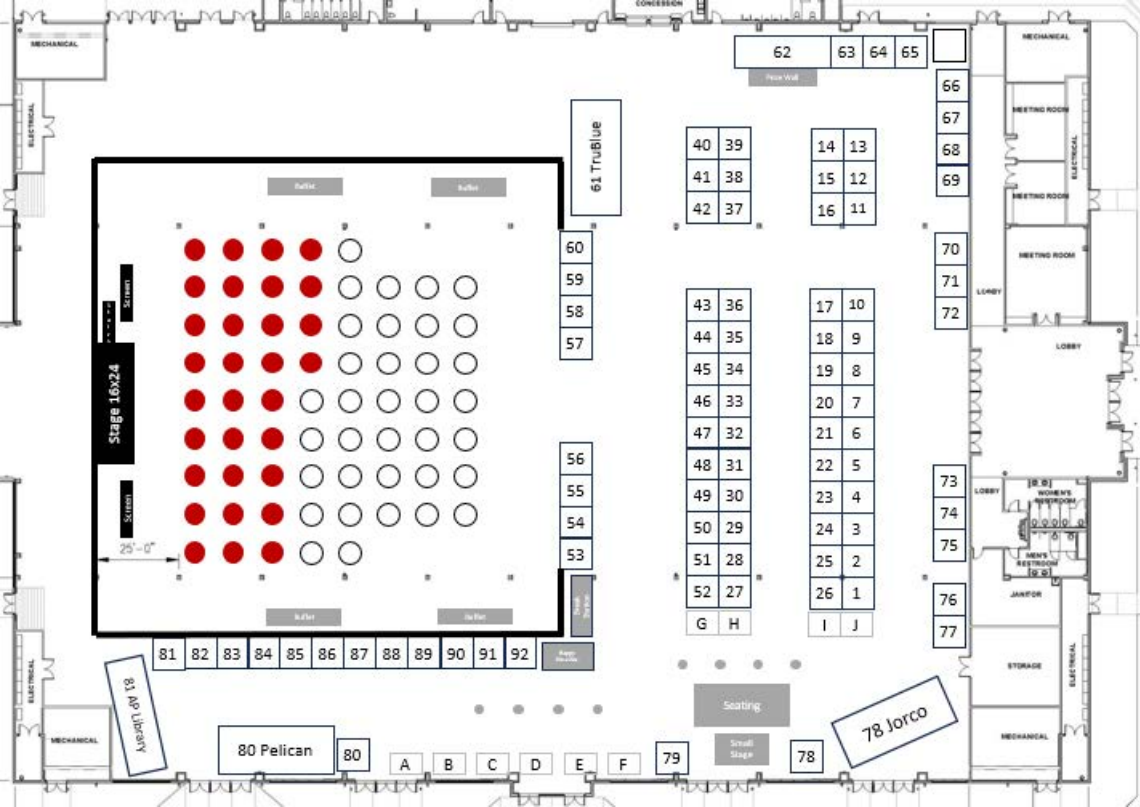 CONCESSION
MECHANICAL
62 63 64 65
MECHANICAL
Pose Wall
66
67
68
69
ELECTRICAL
MEETING ROOM
ELECTRICAL
MEETING ROOM
61 TruBlue
40 39
41 38
42 37
14 13
15 12
16 11
Buffet
Buffet
60
59
58
57
70
71
72
MEETING ROOM
LOBBY
LOBBY
Screen
Stage 16x24
Screen
25'-0"
43 36
44 35
45 34
46 33
47 32
48 31
49 30
50 29
51 28
52 27
G H
17 10
18 9
19 8
20 7
21 6
22 5
23 4
24 3
25 2
26 1
I J
56
55
54
53
73
74
75
LOBBY
WOMEN'S
RESTROOM
MEN'S
RESTROOM
76
77
JANITOR
STORAGE
ELECTRICAL
Buffet
Buffet
81 82 83 84 85 86 87 88 89 90 91 92
ELECTRICAL
81 AP Library
MECHANICAL
80 Pelican
80
A B C D E F
79
Seating
Small
Stage
78
78 Jorco
MECHANICAL